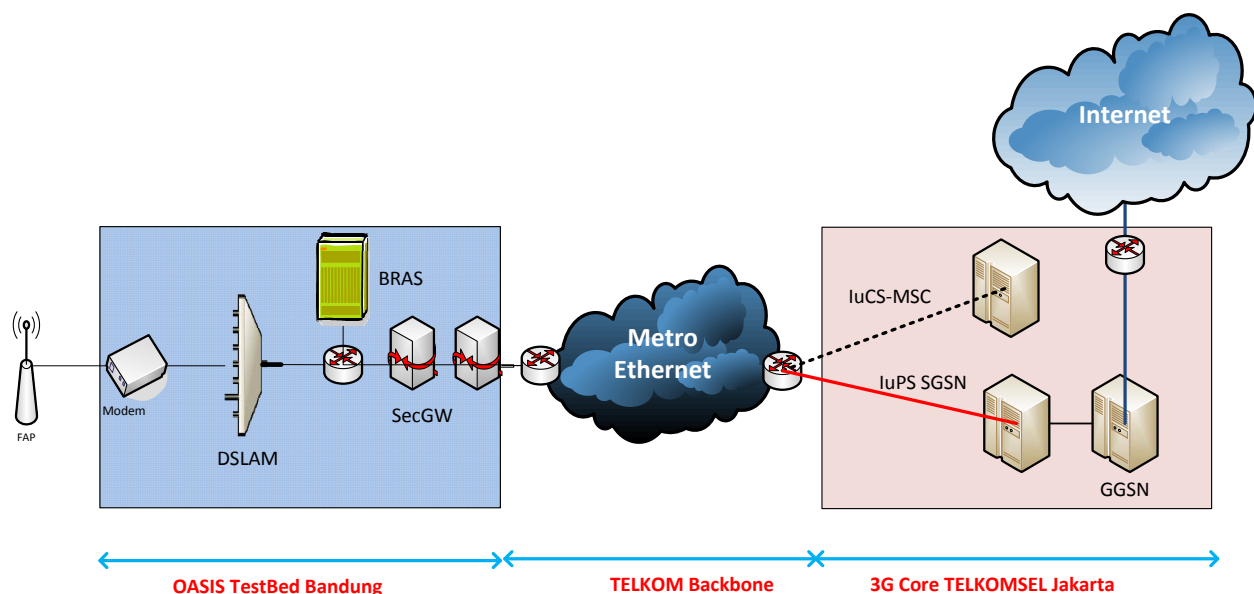 Internet
BRAS
IuCS-MSC
Metro
Ethernet
IuPS SGSN
Modem
SecGW
FAP
DSLAM
GGSN
OASIS TestBed Bandung
TELKOM Backbone
3G Core TELKOMSEL Jakarta